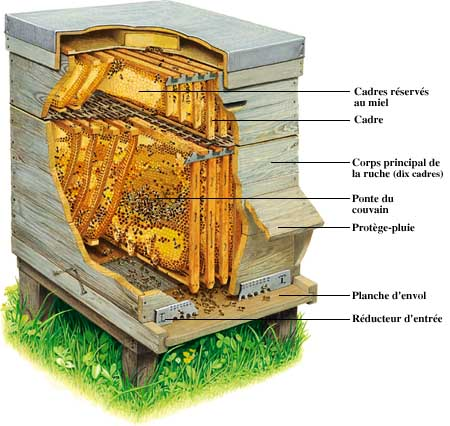 Cadres réservés
au miel
Cadre
Corps principal de
la ruche (dix cadres)
Ponte du
couvain
Protège-pluie
Planche d'envol
Réducteur d'entrée